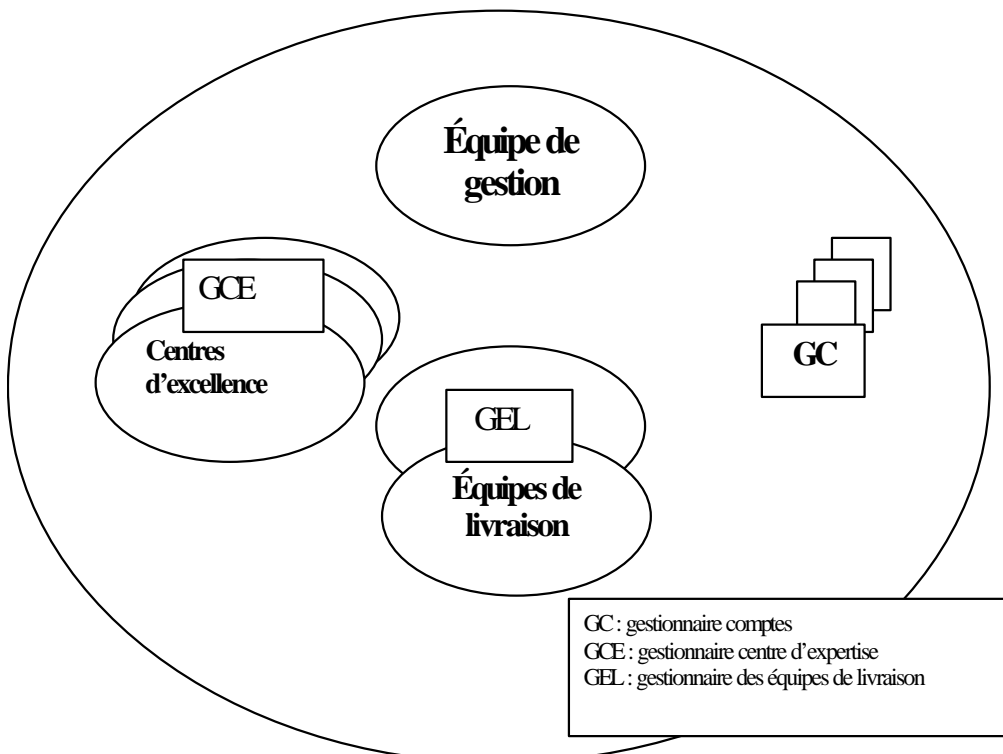 Équipe de
gestion
GCE
Centres
d’excellence
GC
GEL
Équipes de
livraison
GC : gestionnaire comptes
GCE : gestionnaire centre d’expertise
GEL : gestionnaire des équipes de livraison